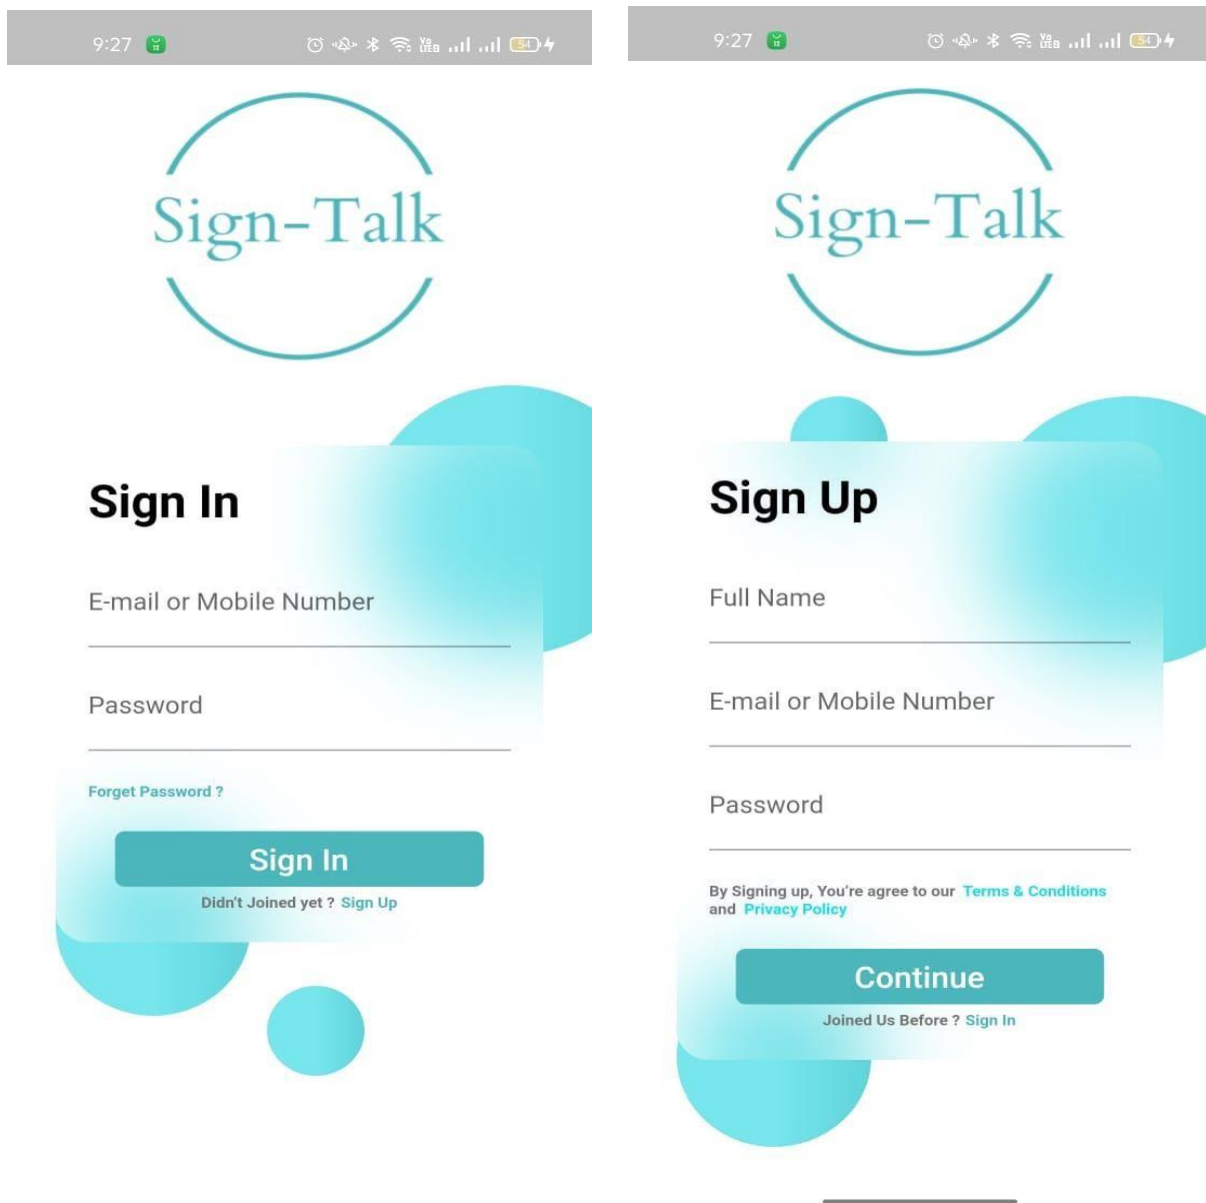 9:27
54
Sign-Talk
Sign In
E-mail or Mobile Number
Password
Forget Password ?
Sign In
Didn't Joined yet ? Sign Up
9:27
54
Sign-Talk
Sign Up
Full Name
E-mail or Mobile Number
Password
By Signing up, You're agree to our Terms & Conditions
and Privacy Policy
Continue
Joined Us Before ? Sign In